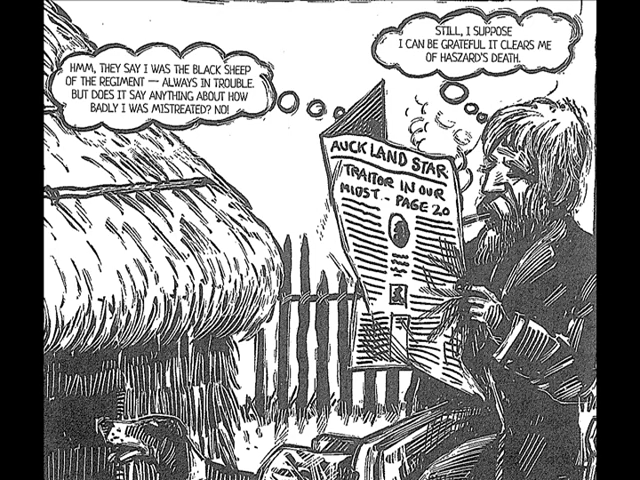 HMM, THEY SAY I WAS THE BLACK SHEEP
OF THE REGIMENT — ALWAYS IN TROUBLE.
BUT DOES IT SAY ANYTHING ABOUT HOW
BADLY I WAS MISTREATED? NO!
STILL, I SUPPOSE
I CAN BE GRATEFUL IT CLEARS ME
OF HASZARD'S DEATH.
AUCKLAND STAR
TRAITOR IN OUR
MIDST - PAGE 20